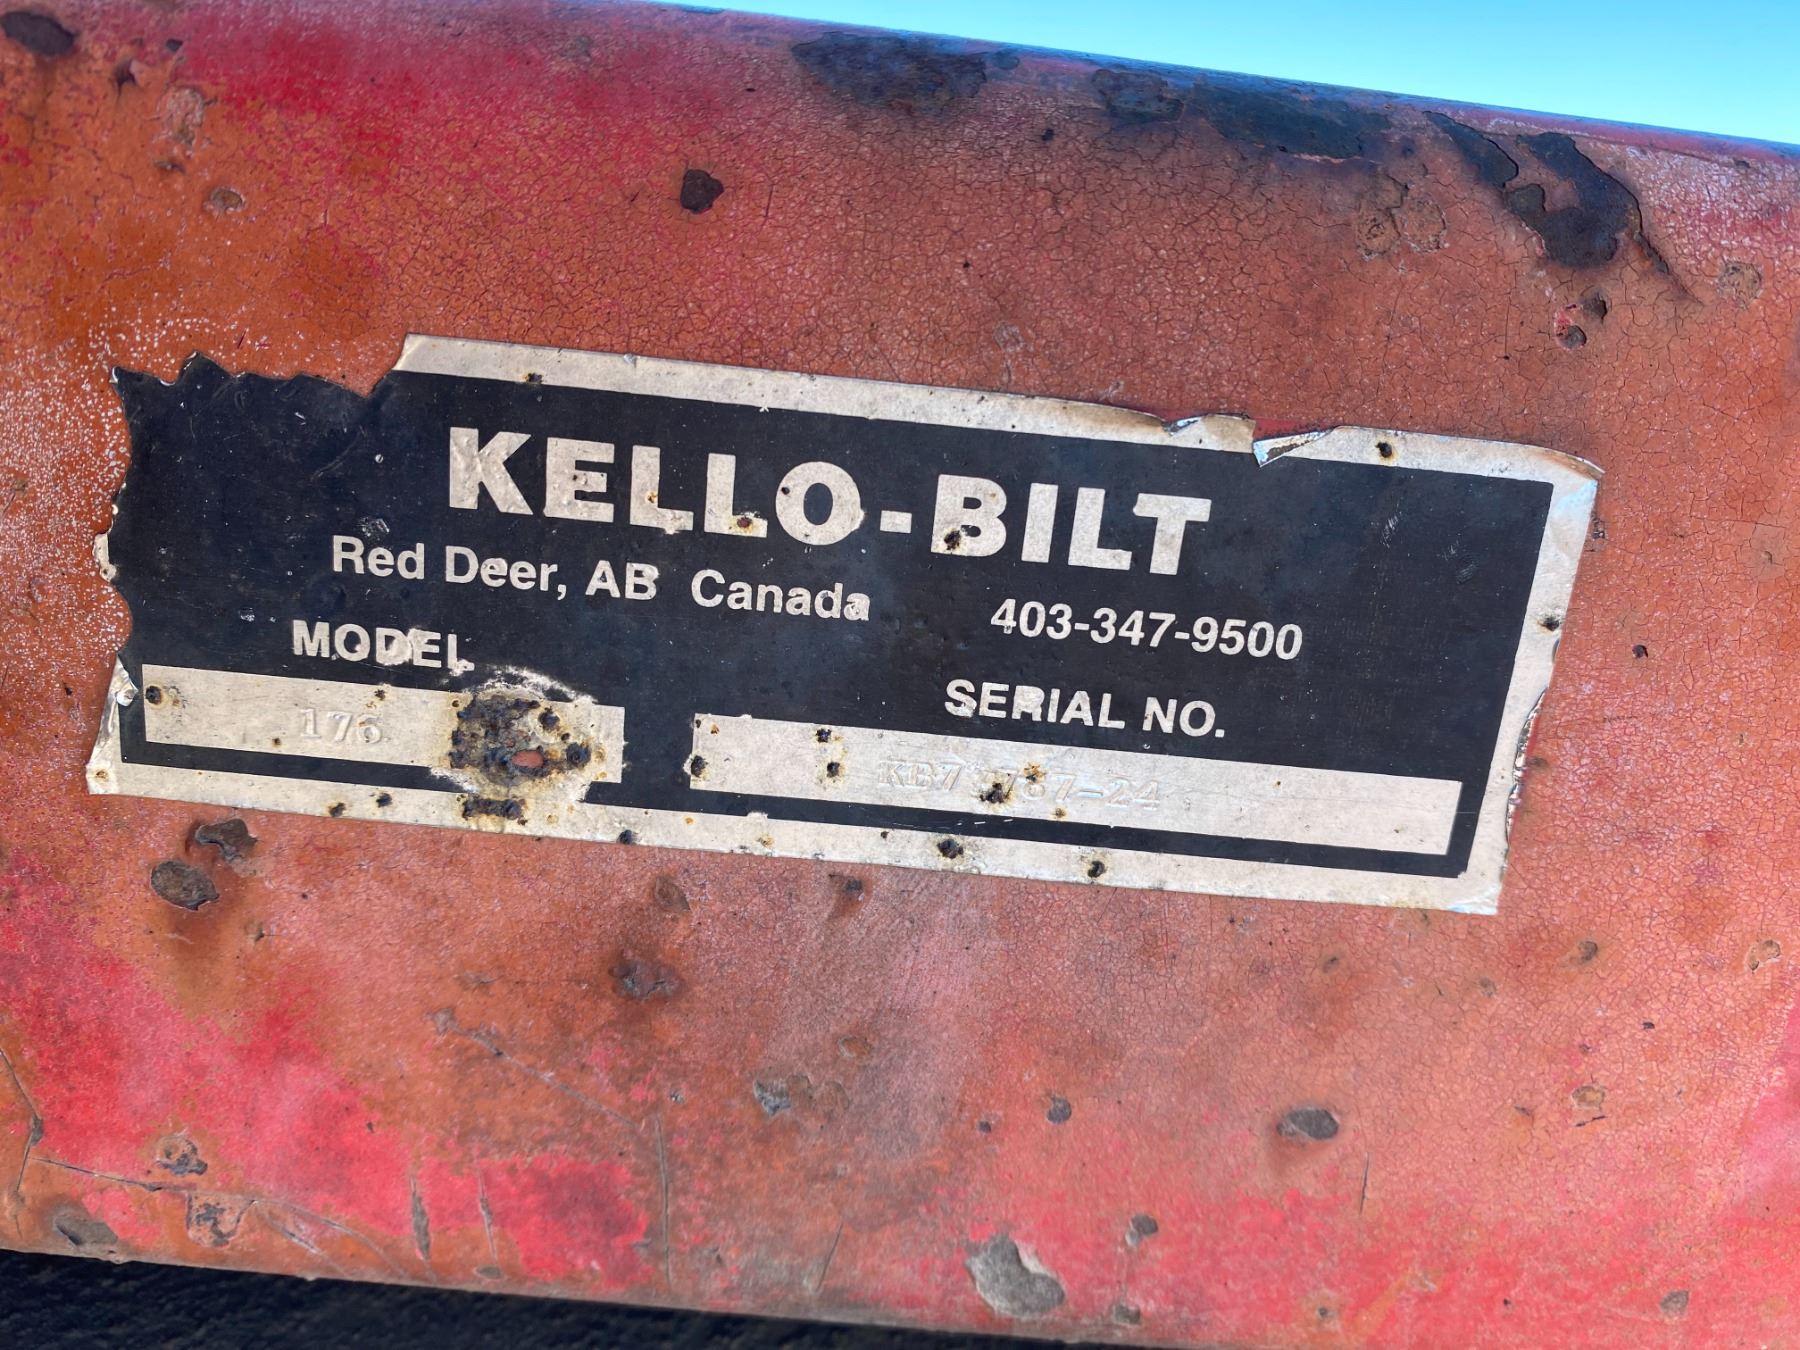 KELLO-BILT
Red Deer, AB Canada 403-347-9500
MODEL SERIAL NO.
176